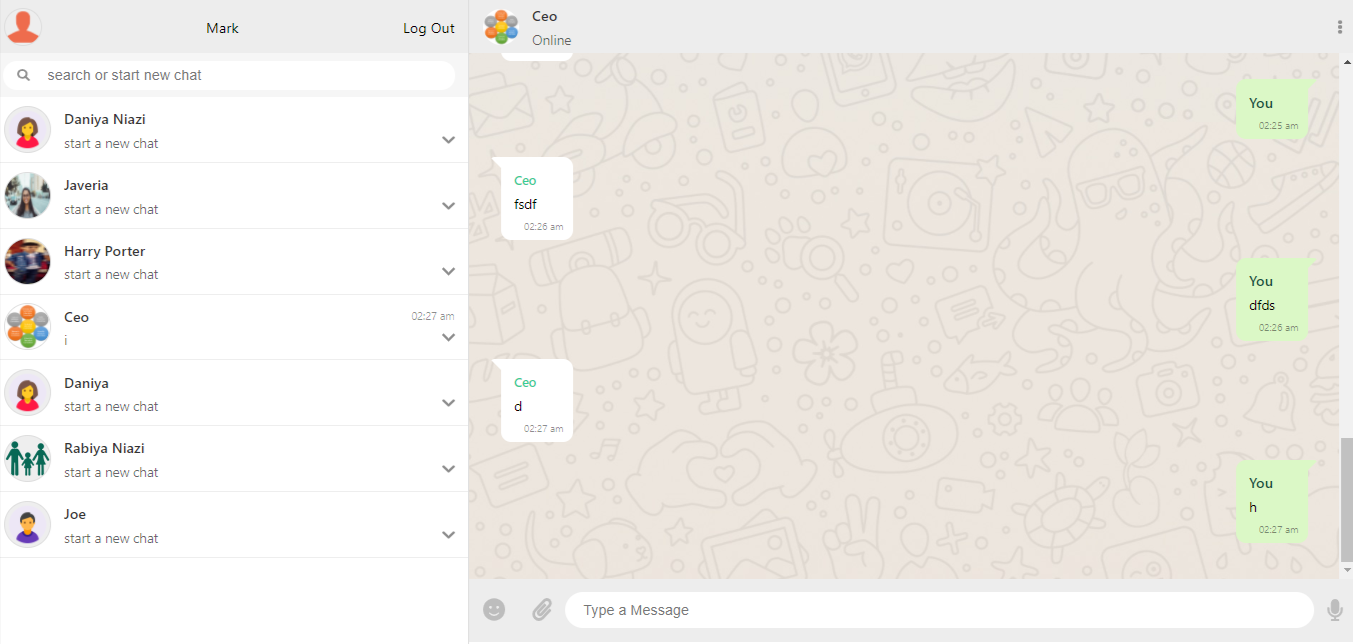 Mark
Log Out
search or start new chat
Daniya Niazi
start a new chat
Javeria
start a new chat
Harry Porter
start a new chat
Ceo
02:27 am
i
Daniya
start a new chat
Rabiya Niazi
start a new chat
Joe
start a new chat
Ceo
Online
You
02:25 am
Ceo
fsdf
02:26 am
You
dfds
02:26 am
Ceo
d
02:27 am
You
h
02:27 am
Type a Message